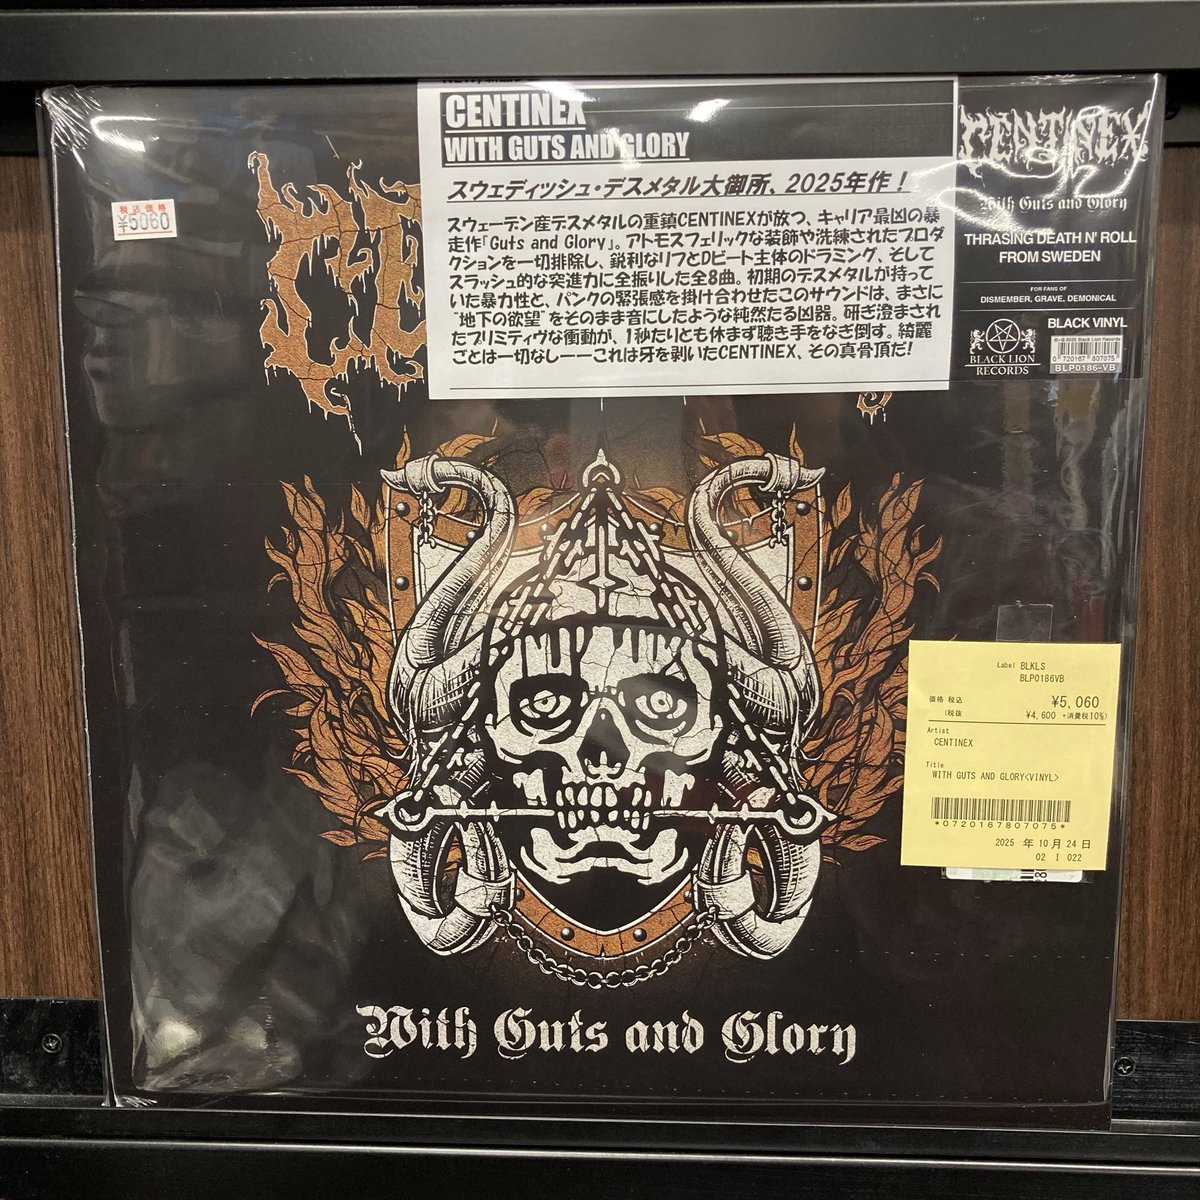 CENTINEX
WITH GUTS AND GLORY
スウェディッシュ・デスメタル大御所、2025年作！
スウェーデン産デスメタルの重鎮CENTINEXが放つ、キャリア最凶の暴
走作「Guts and Glory」。アトモスフェリックな装飾や洗練されたプロダ
クションを一切排除し、鋭利なリフとDビート主体のドラミング、そして
スラッシュ的な突進力に全振りした全8曲。初期のデスメタルが持って
いた暴力性と、パンクの緊張感を掛け合わせたこのサウンドは、まさに
"地下の欲望"をそのまま音にしたような純然たる凶器。研ぎ澄まされ
たプリミティヴな衝動が、1秒たりとも休まず聴き手をなぎ倒す。綺麗
ごとは一切なしーーこれは牙を剥いたCENTINEX、その真骨頂だ!
税込価格
¥5060
CENTINEX
With Guts and Glory
THRASING DEATH N' ROLL
FROM SWEDEN
FOR FANS OF
DISMEMBER, GRAVE, DEMONICAL
BLACK LION
RECORDS
BLACK VINYL
℗-© 2025 Black Lion Records
0 720167 807075
BLP0186-VB
Label BLKLS
BLP0186VB
価格 税込 ¥5,060
(税抜 ¥4,600 +消費税10%)
Artist
CENTINEX
Title
WITH GUTS AND GLORY<VINYL>
*0720167807075*
2025 年 10 月 24 日
02 I 022
With Guts and Glory